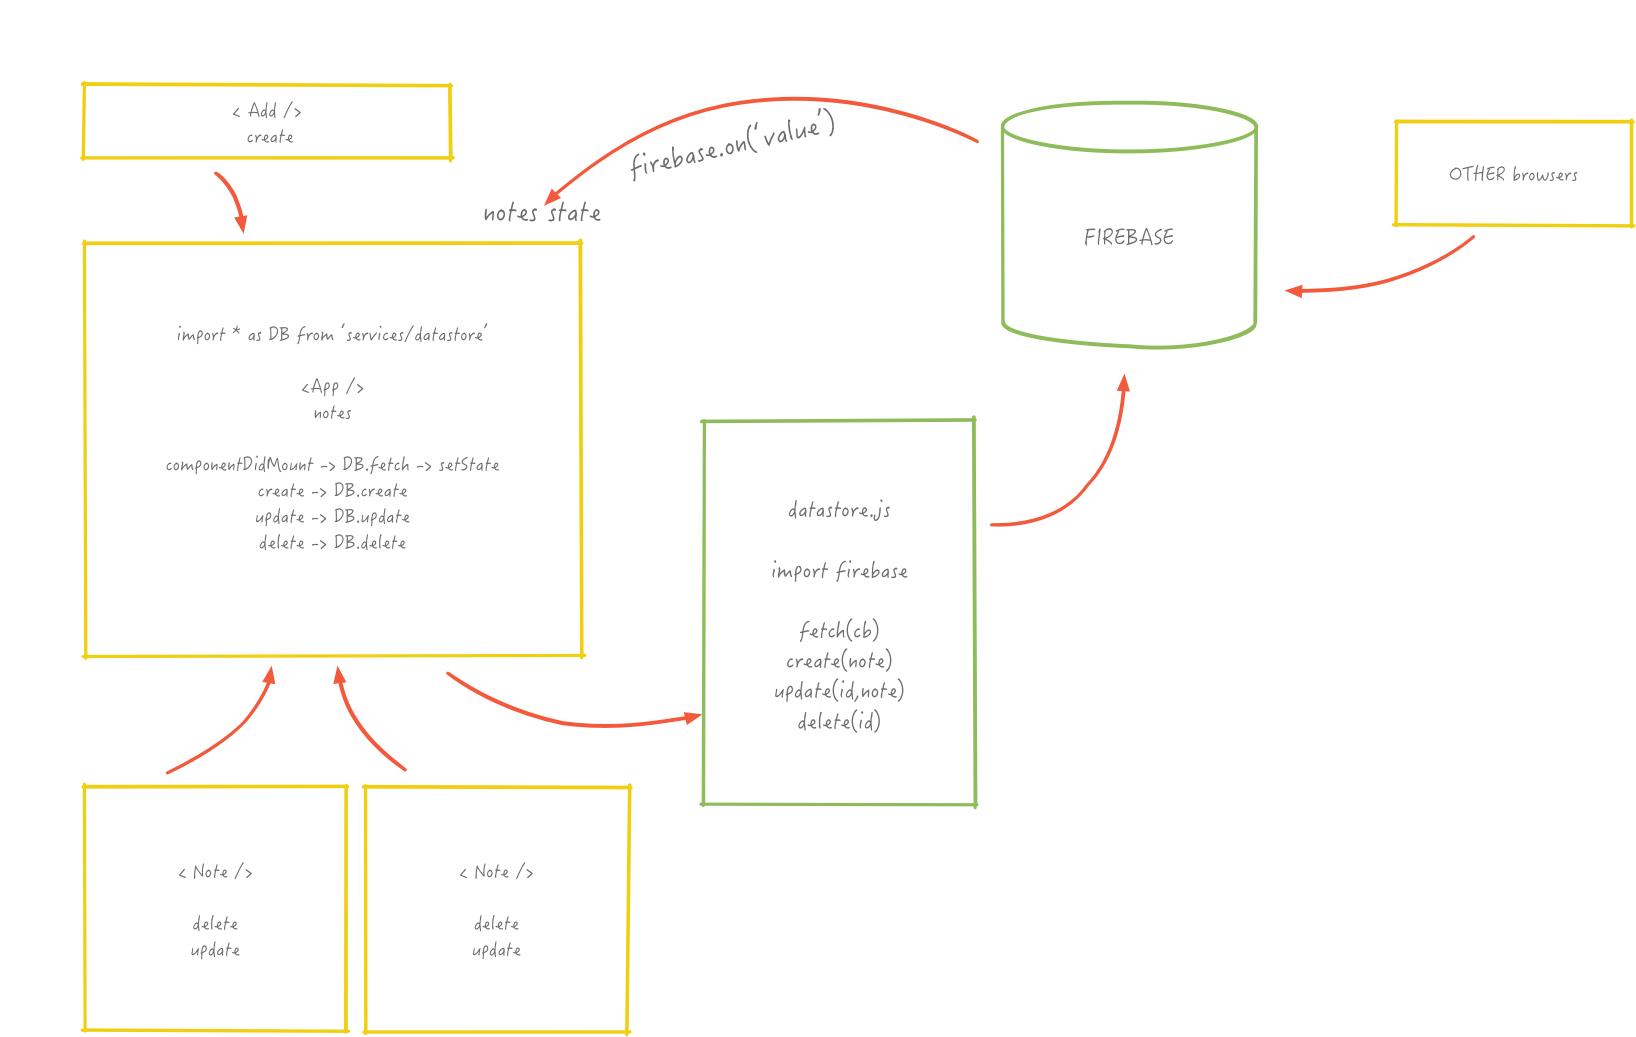 < Add />
create
firebase.on('value')
notes state
FIREBASE
OTHER browsers
import * as DB from 'services/datastore'
<App />
notes
componentDidMount -> DB.fetch -> setState
create -> DB.create
update -> DB.update
delete -> DB.delete
datastore.js
import firebase
fetch(cb)
create(note)
update(id,note)
delete(id)
< Note />
delete
update
< Note />
delete
update